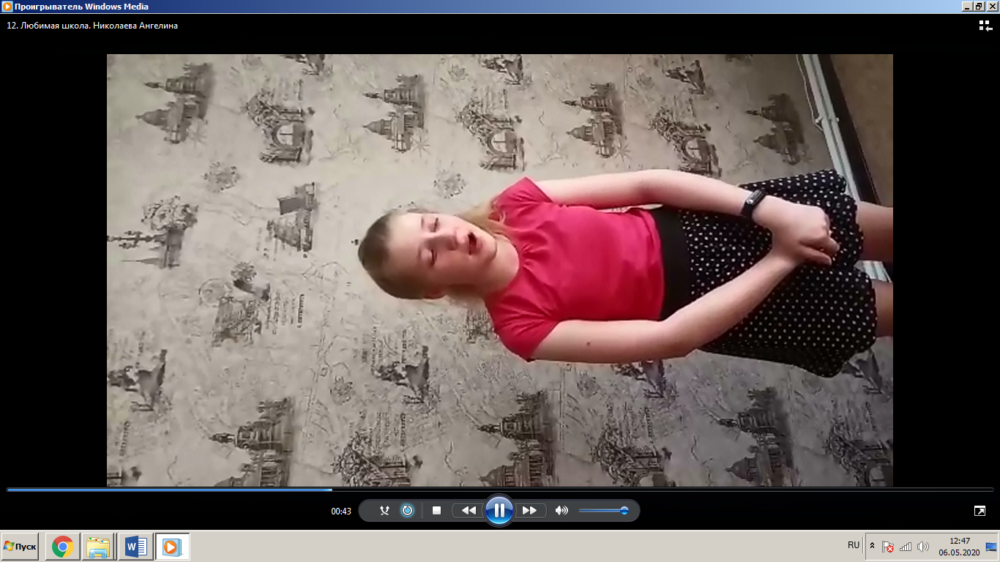 Проигрыватель Windows Media
12. Любимая школа. Николаева Ангелина
00:43
Пуск
RU
12:47
06.05.2020